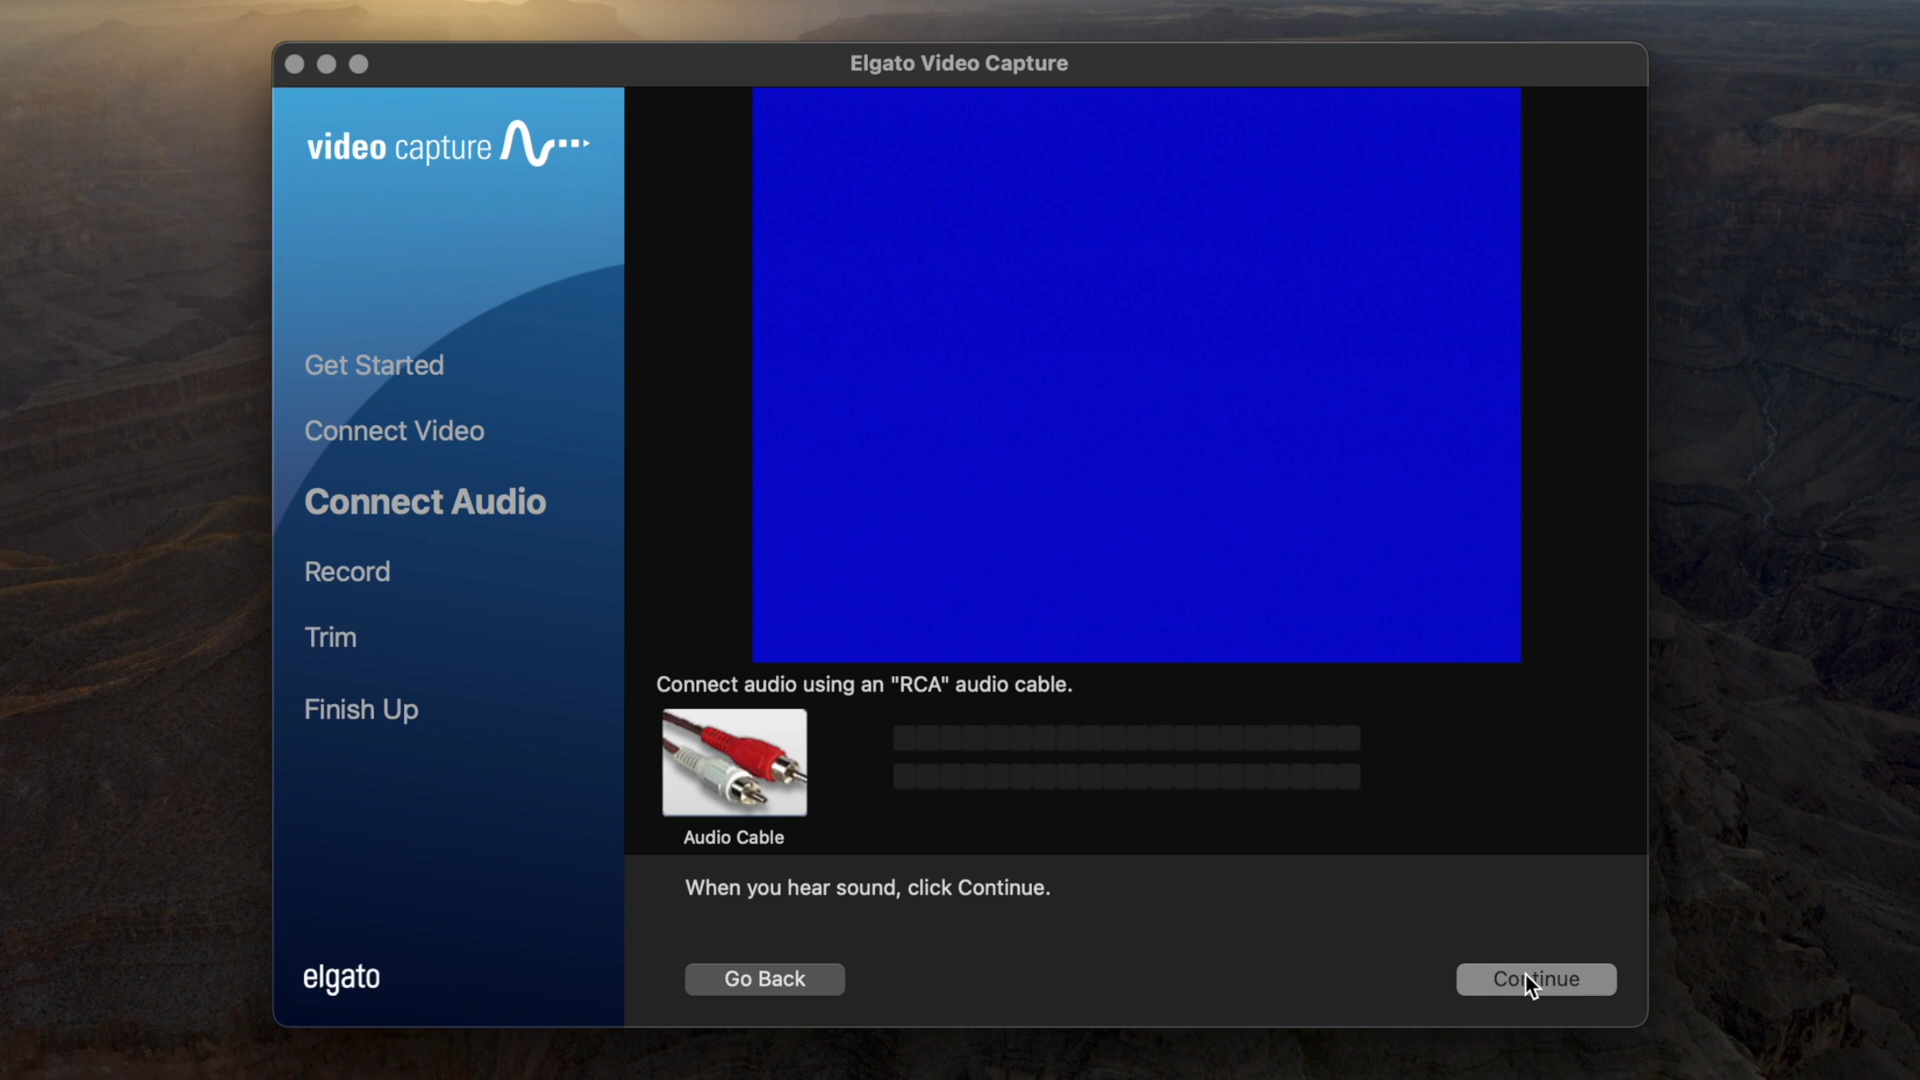 Elgato Video Capture
video capture
Get Started
Connect Video
Connect Audio
Record
Trim
Finish Up
elgato
Connect audio using an "RCA" audio cable.
Audio Cable
When you hear sound, click Continue.
Go Back
Continue